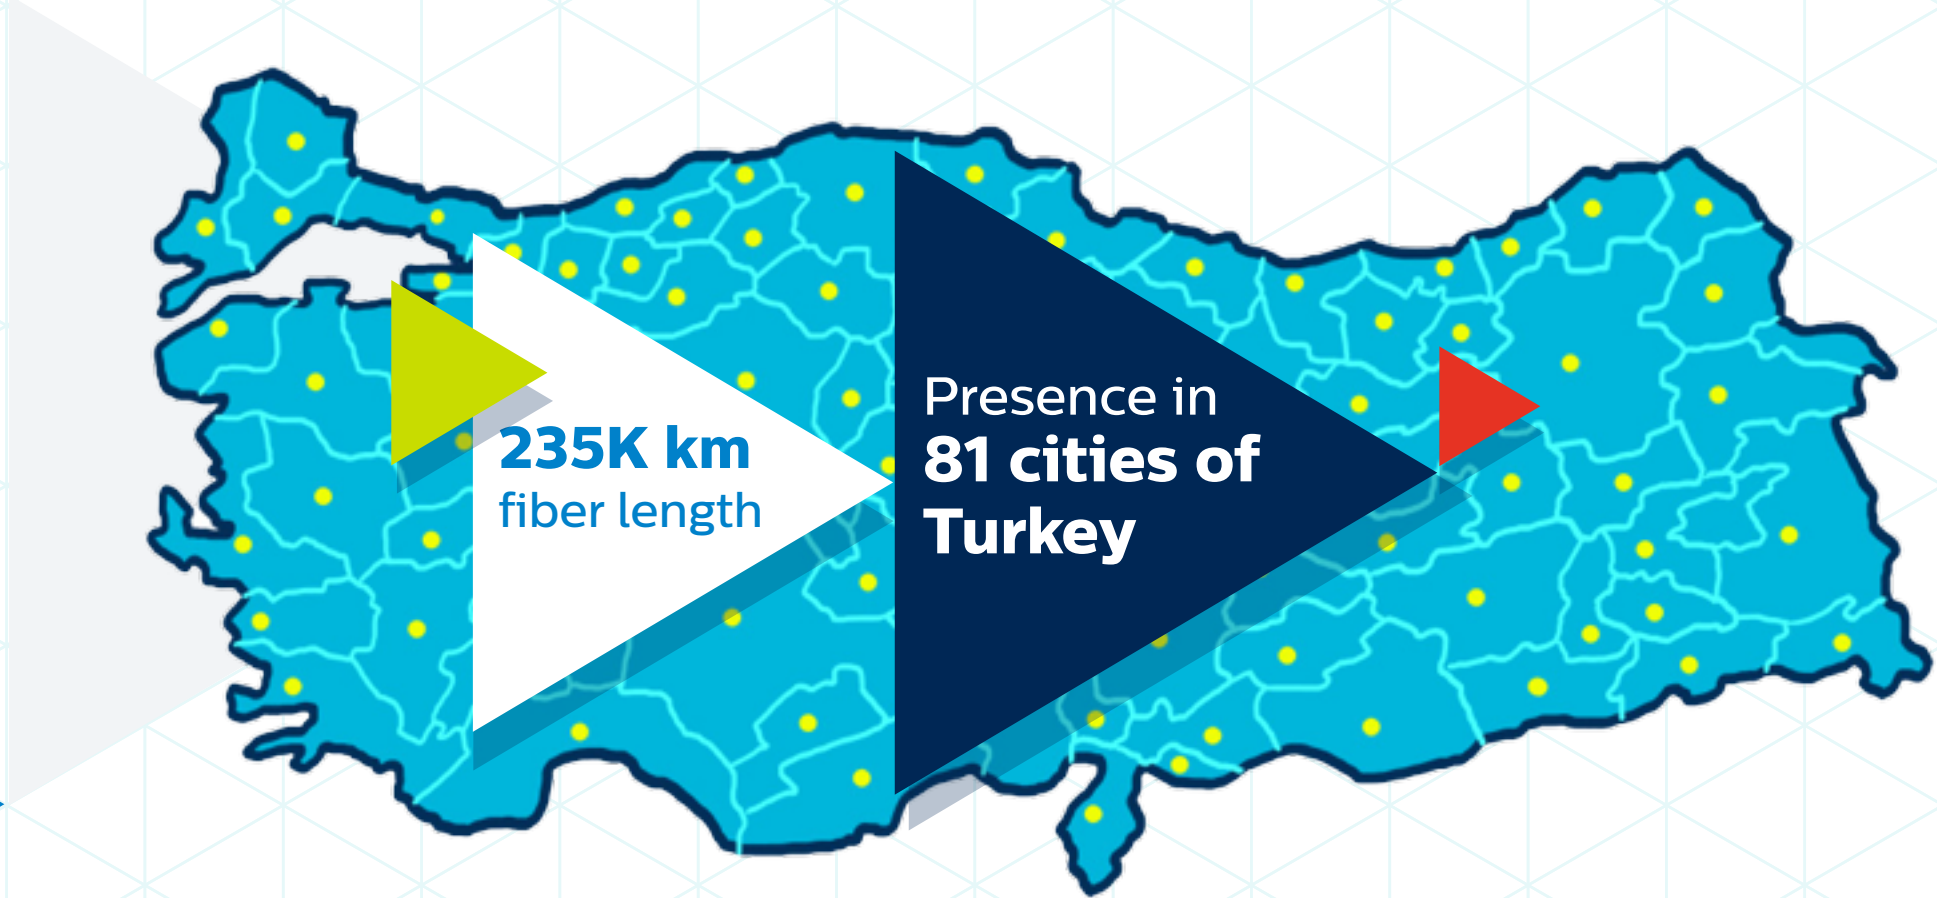 235K km
fiber length
Presence in
81 cities of
Turkey